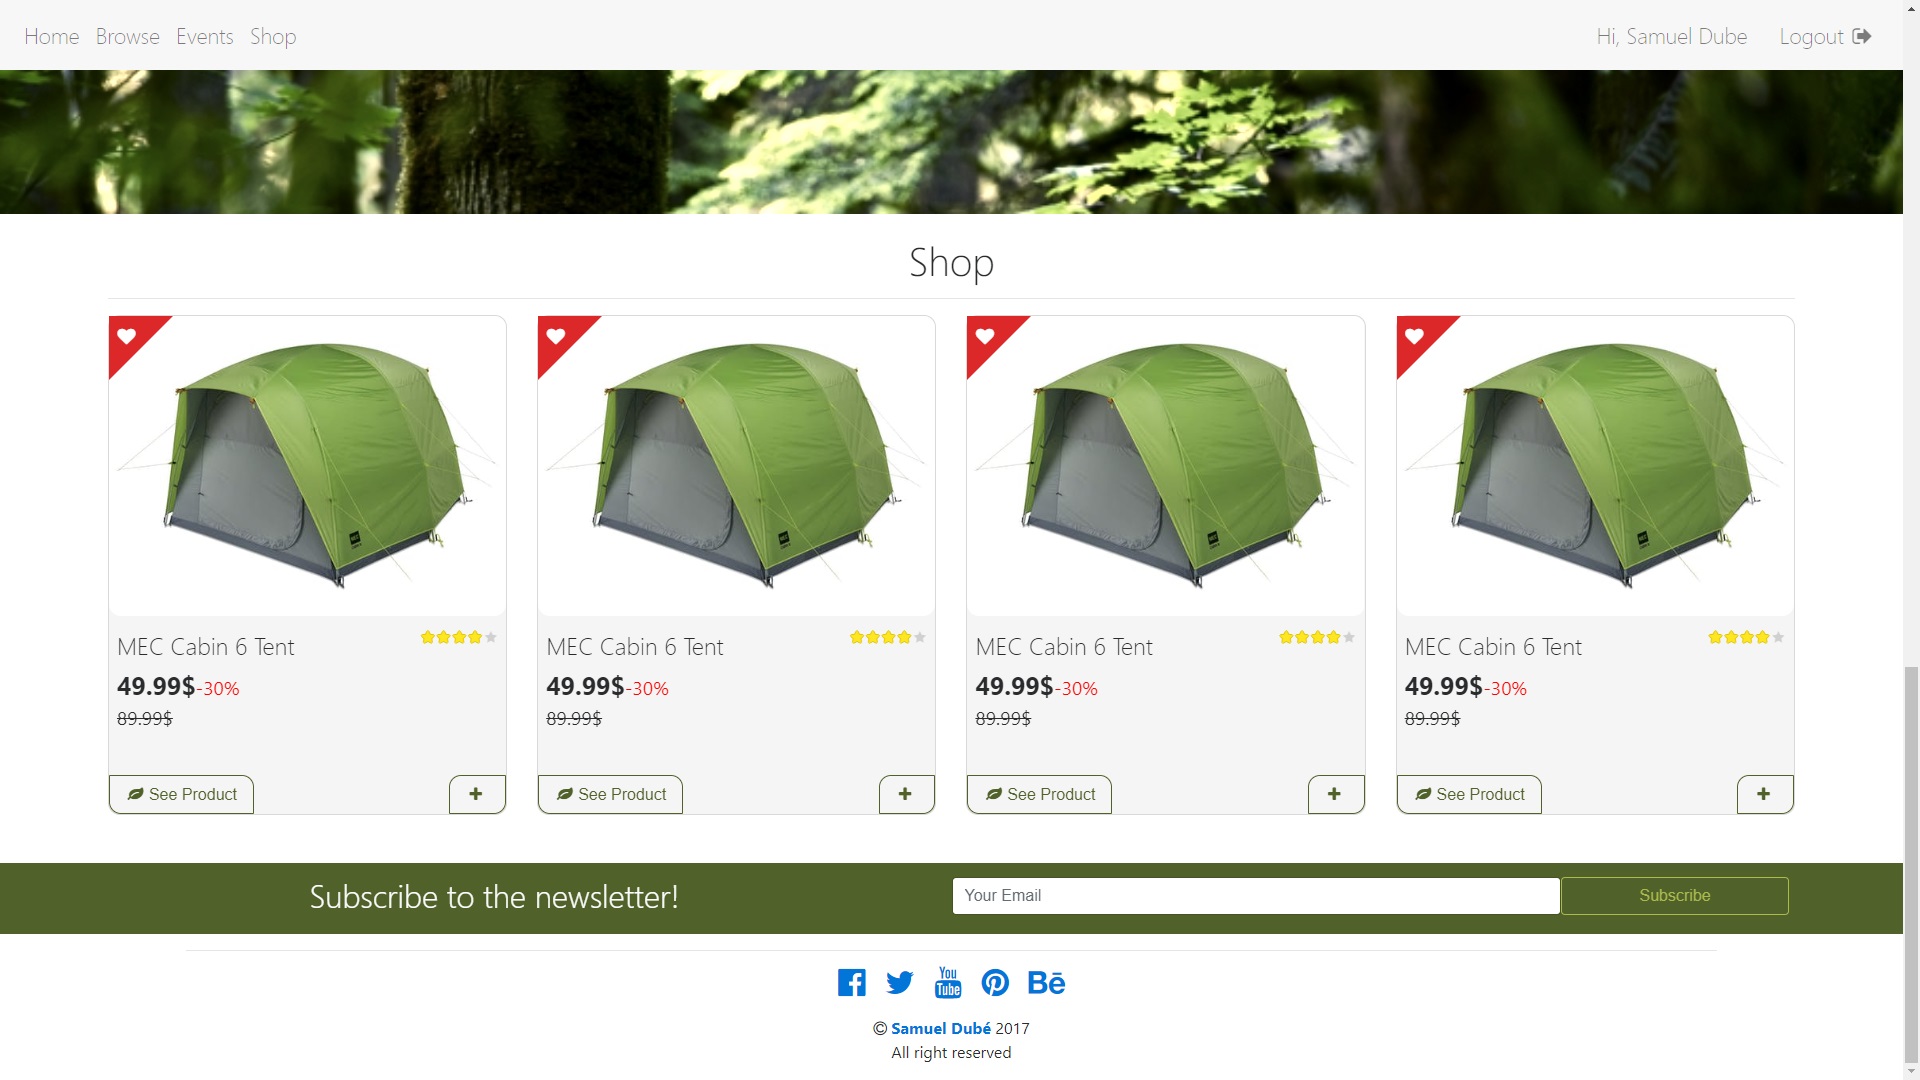 Home Browse Events Shop
Hi, Samuel Dube Logout
Shop
MEC Cabin 6 Tent
49.99$-30%
89.99$
See Product
MEC Cabin 6 Tent
49.99$-30%
89.99$
See Product
MEC Cabin 6 Tent
49.99$-30%
89.99$
See Product
MEC Cabin 6 Tent
49.99$-30%
89.99$
See Product
Subscribe to the newsletter!
Your Email
Subscribe
You Tube
Bē
© Samuel Dubé 2017
All right reserved